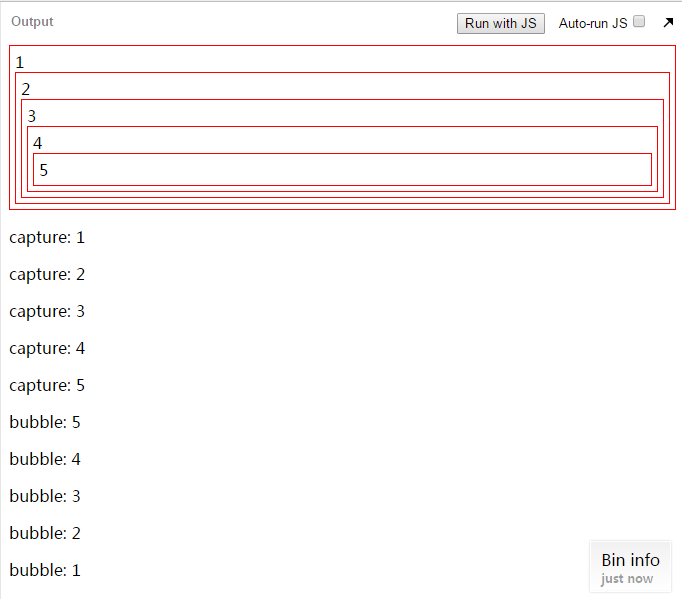 Output
Run with JS
Auto-run JS
1
2
3
4
5
capture: 1
capture: 2
capture: 3
capture: 4
capture: 5
bubble: 5
bubble: 4
bubble: 3
bubble: 2
bubble: 1
Bin info
just now